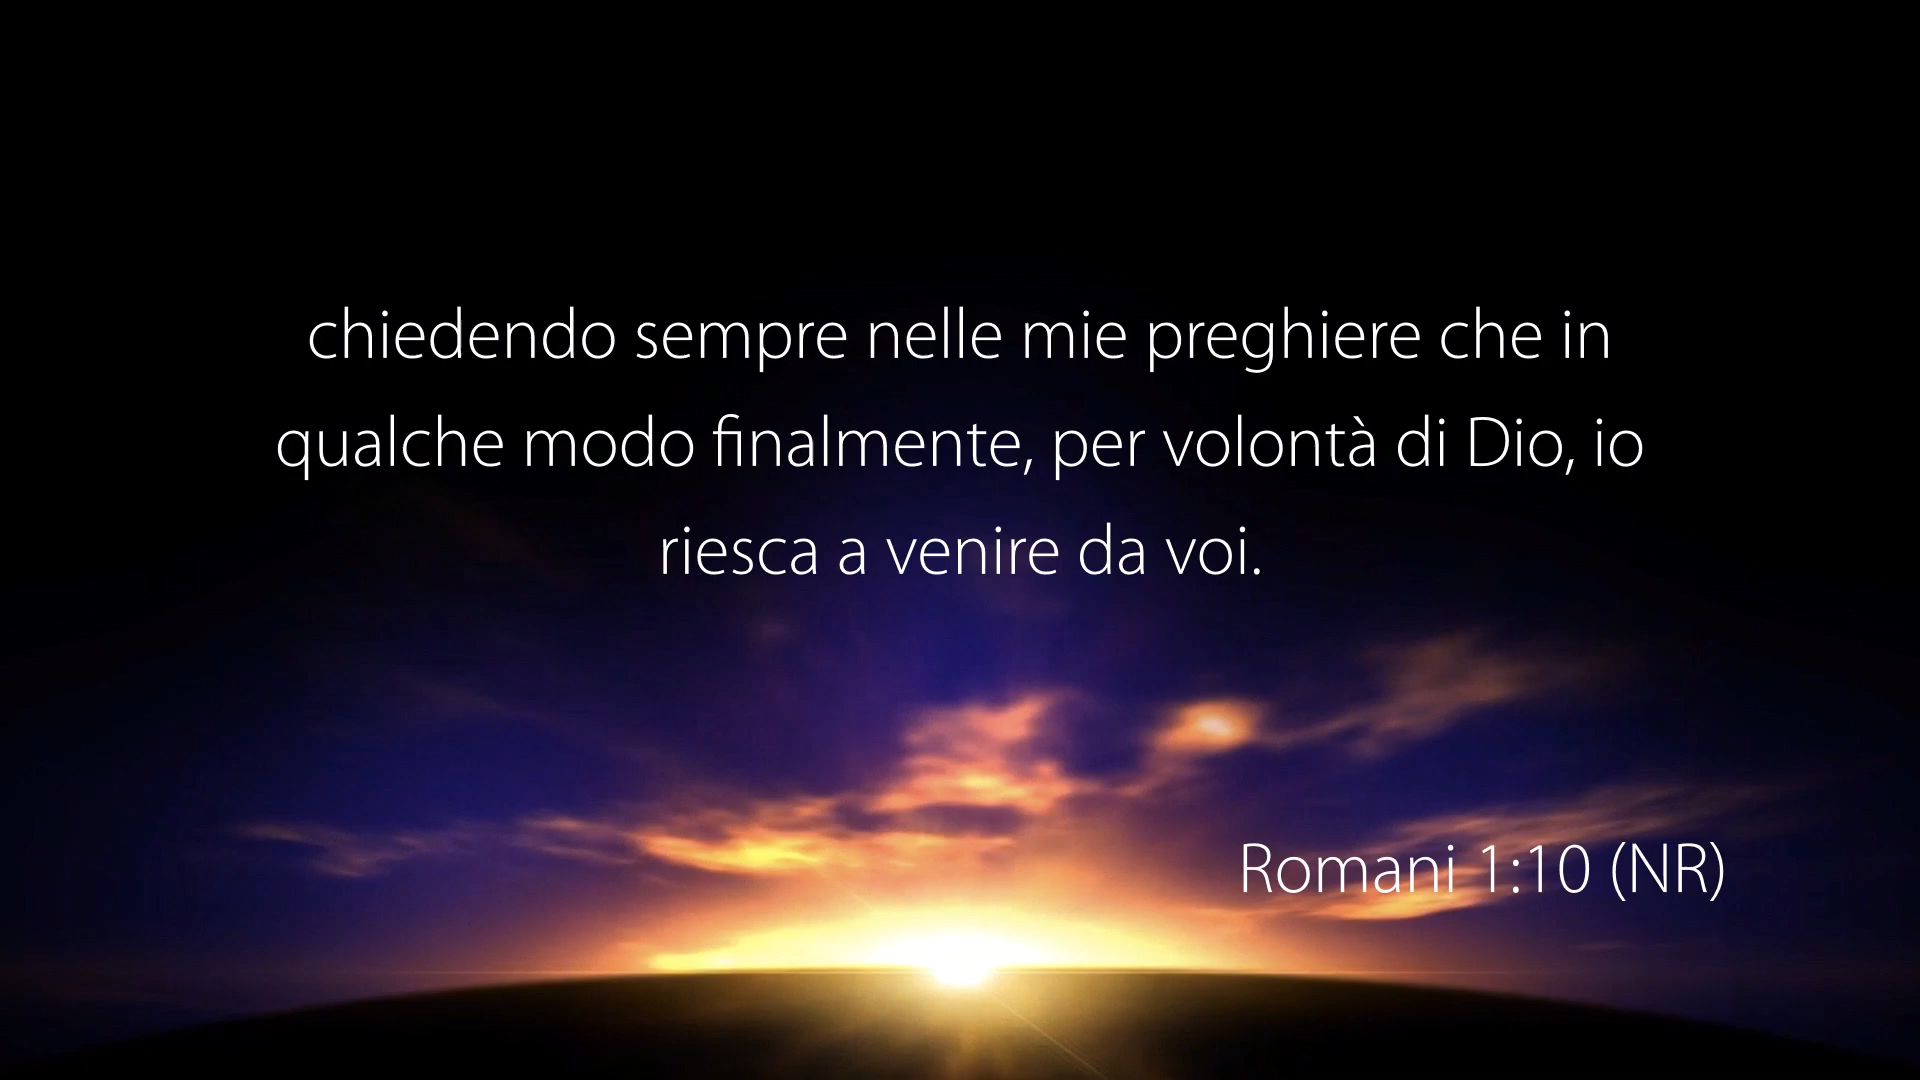 chiedendo sempre nelle mie preghiere che in
qualche modo finalmente, per volontà di Dio, io
riesca a venire da voi.
Romani 1:10 (NR)